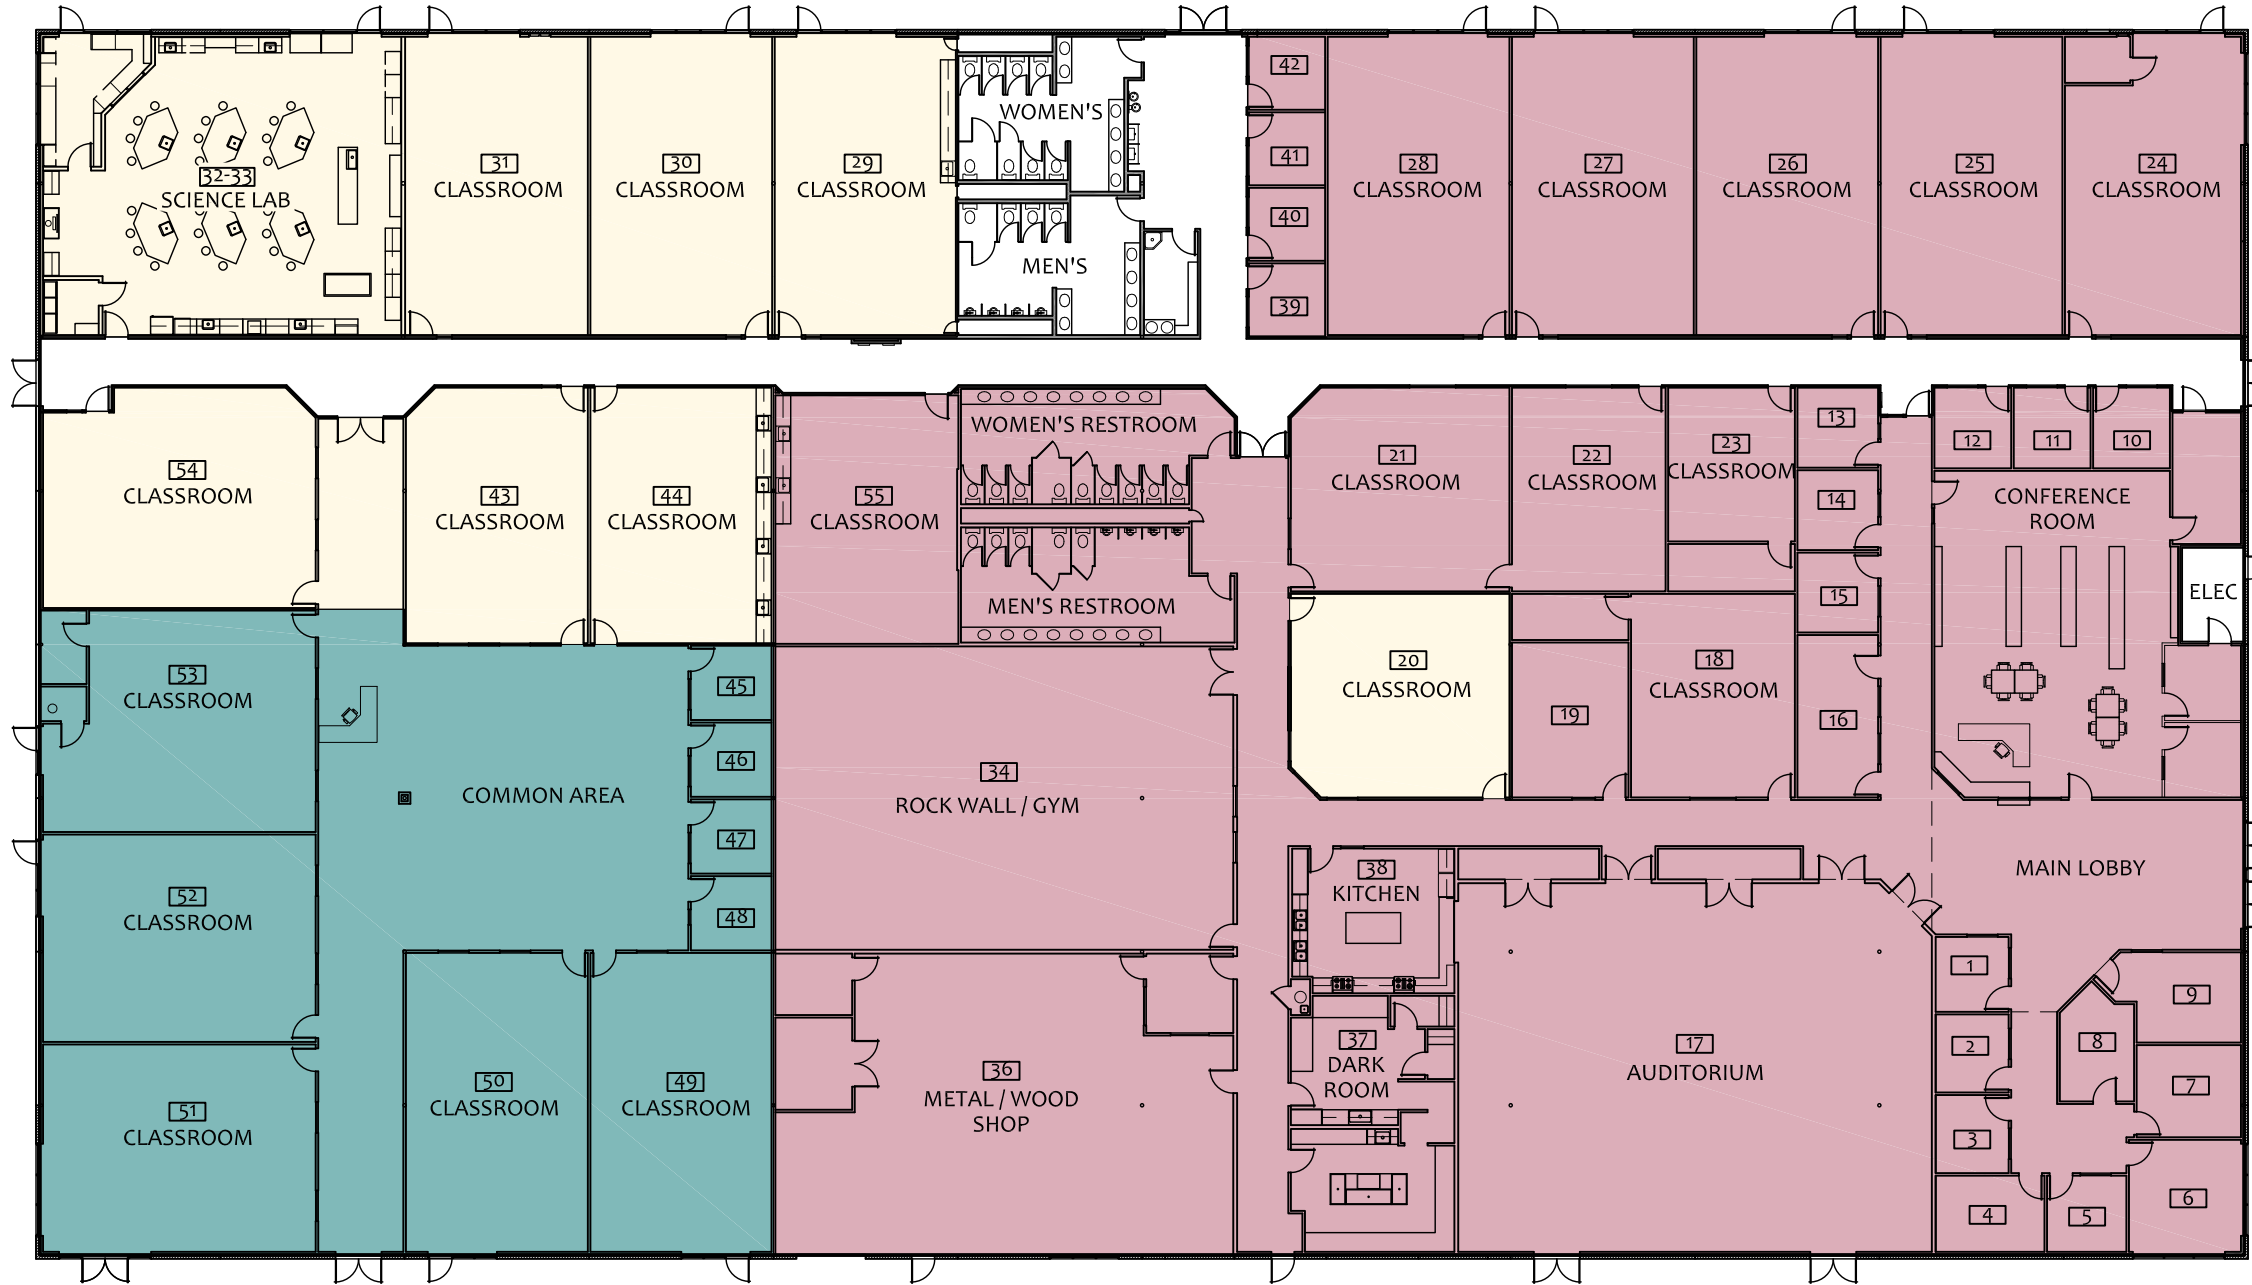 WOMEN'S
42
31
CLASSROOM
30
CLASSROOM
29
CLASSROOM
41
28
CLASSROOM
27
CLASSROOM
26
CLASSROOM
25
CLASSROOM
24
CLASSROOM
32-33
SCIENCE LAB
40
MEN'S
39
54
CLASSROOM
43
CLASSROOM
44
CLASSROOM
55
CLASSROOM
WOMEN'S RESTROOM
21
CLASSROOM
22
CLASSROOM
23
CLASSROOM
13
12
11
10
14
CONFERENCE
ROOM
MEN'S RESTROOM
15
ELEC
53
CLASSROOM
45
20
CLASSROOM
19
18
CLASSROOM
16
46
COMMON AREA
34
ROCK WALL / GYM
47
38
KITCHEN
MAIN LOBBY
52
CLASSROOM
48
1
9
51
CLASSROOM
50
CLASSROOM
49
CLASSROOM
36
METAL / WOOD
SHOP
37
DARK
ROOM
17
AUDITORIUM
2
8
7
3
4
5
6